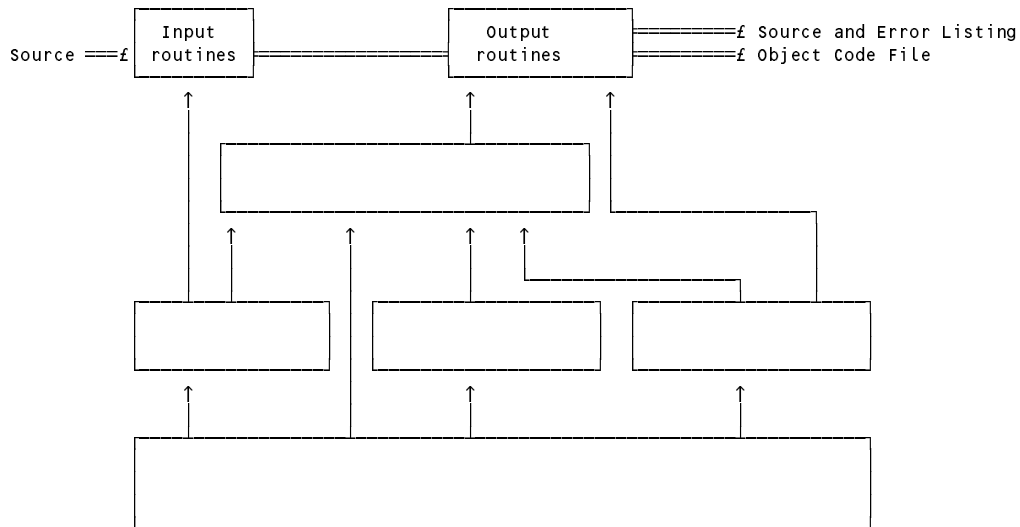 Input
routines
Output
routines
Source ====£
====£ Source and Error Listing
====£ Object Code File